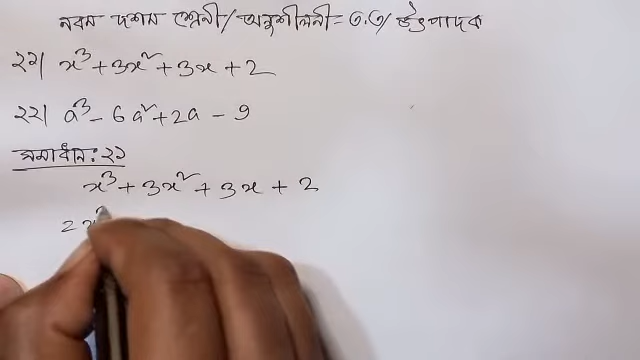 নবম দশম শ্রেনী/অনুশীলনী = ৩.৩/উৎপাদক
২১। x³ + 3x² + 3x + 2
২২। a³ - 6a² + 2a - 9
সমাধান: ২১
x³ + 3x² + 3x + 2
= x³